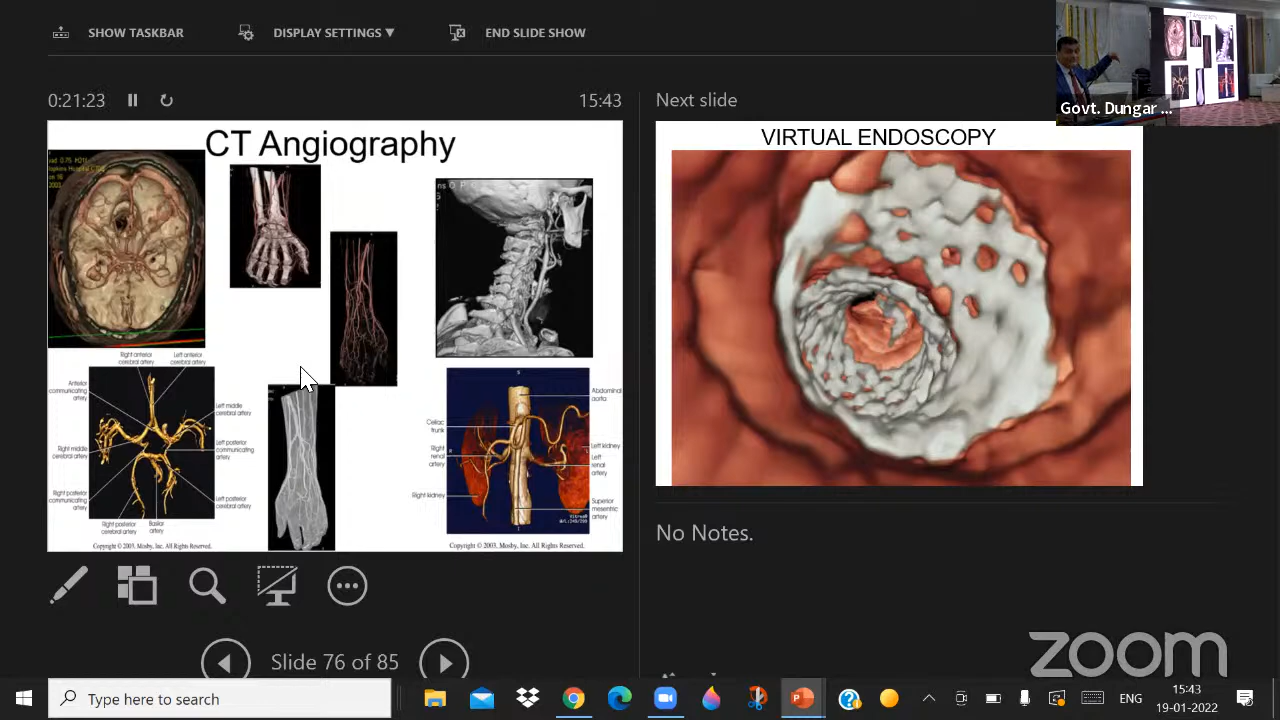 SHOW TASKBAR
DISPLAY SETTINGS ▼
END SLIDE SHOW
0:21:23
15:43
Next slide
Govt. Dungar ...
CT Angiography
Right anterior
cerebral artery
Left anterior
cerebral artery
Anterior
communicating
artery
Left middle
cerebral artery
Right middle
cerebral artery
Left posterior
communicating
artery
Right posterior
communicating
artery
Left posterior
cerebral artery
Right posterior
cerebral artery
Basilar
artery
Copyright © 2003, Mosby, Inc. All Rights Reserved.
Abdominal
aorta
Celiac
trunk
Right
renal
artery
Left kidney
Left
renal
artery
Right kidney
Superior
mesenteric
artery
Copyright © 2003, Mosby, Inc. All Rights Reserved.
VIRTUAL ENDOSCOPY
No Notes.
Slide 76 of 85
zoom
Type here to search
ENG
15:43
19-01-2022